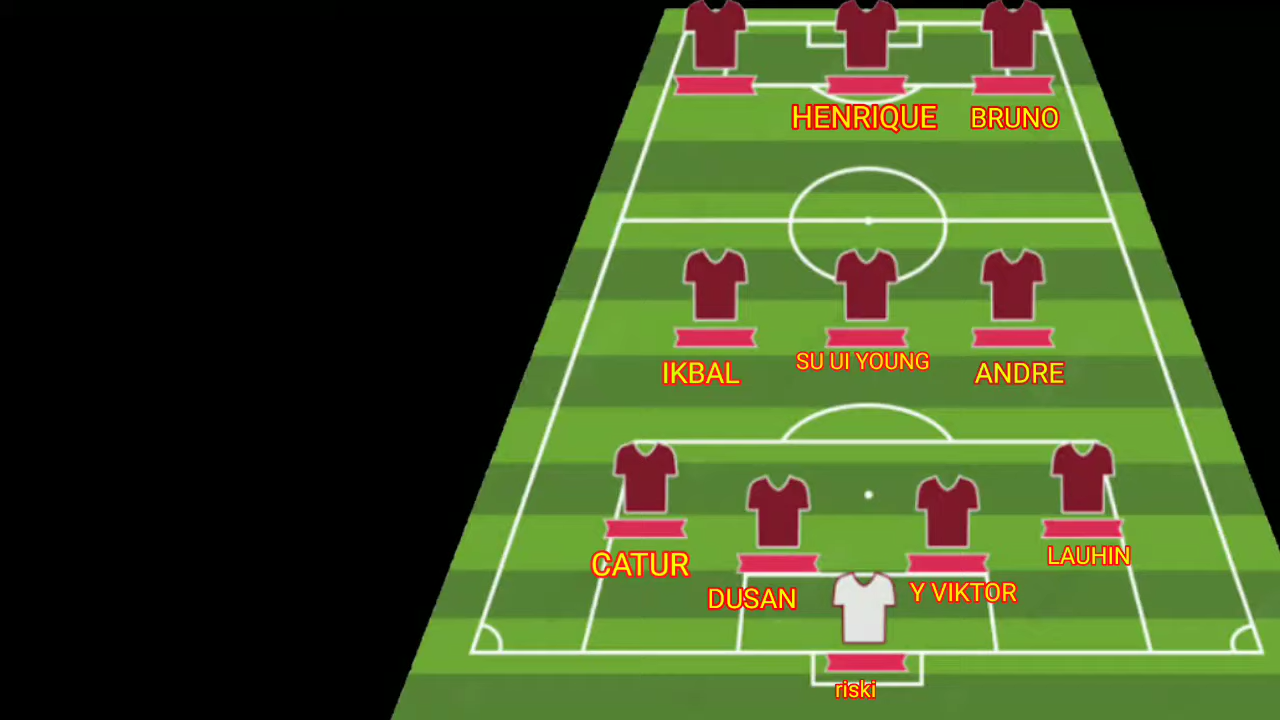 HENRIQUE
BRUNO
IKBAL
SU UI YOUNG
ANDRE
CATUR
DUSAN
Y VIKTOR
LAUHIN
riski